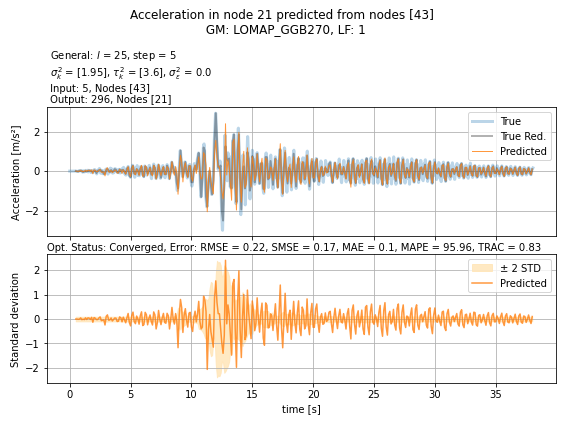 Acceleration in node 21 predicted from nodes [43]
GM: LOMAP_GGB270, LF: 1
General: l = 25, step = 5
σ²ₖ = [1.95], τ²ₖ = [3.6], σ²ε = 0.0
Input: 5, Nodes [43]
Output: 296, Nodes [21]
True
True Red.
Predicted
Acceleration [m/s²]
2
0
−2
Opt. Status: Converged, Error: RMSE = 0.22, SMSE = 0.17, MAE = 0.1, MAPE = 95.96, TRAC = 0.83
± 2 STD
Predicted
Standard deviation
2
1
0
−1
−2
0 5 10 15 20 25 30 35
time [s]